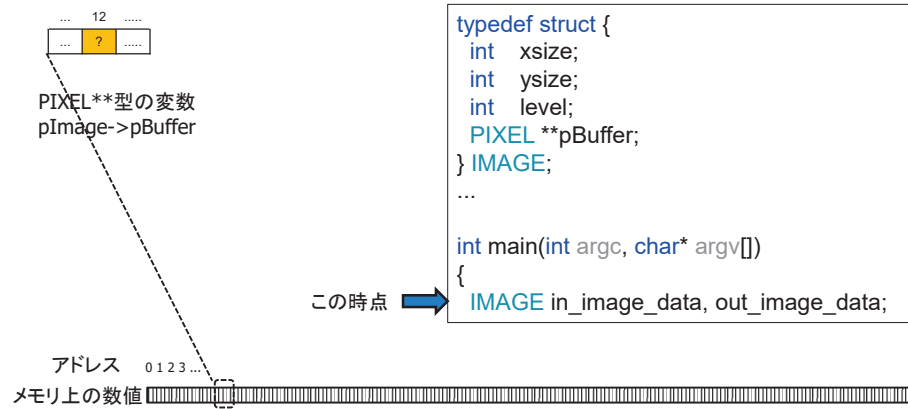 ... 12 .....
... ? .....
PIXEL**型の変数
pImage->pBuffer
typedef struct {
int xsize;
int ysize;
int level;
PIXEL **pBuffer;
} IMAGE;
...
int main(int argc, char* argv[])
{
IMAGE in_image_data, out_image_data;
この時点
アドレス 0 1 2 3 ...
メモリ上の数値